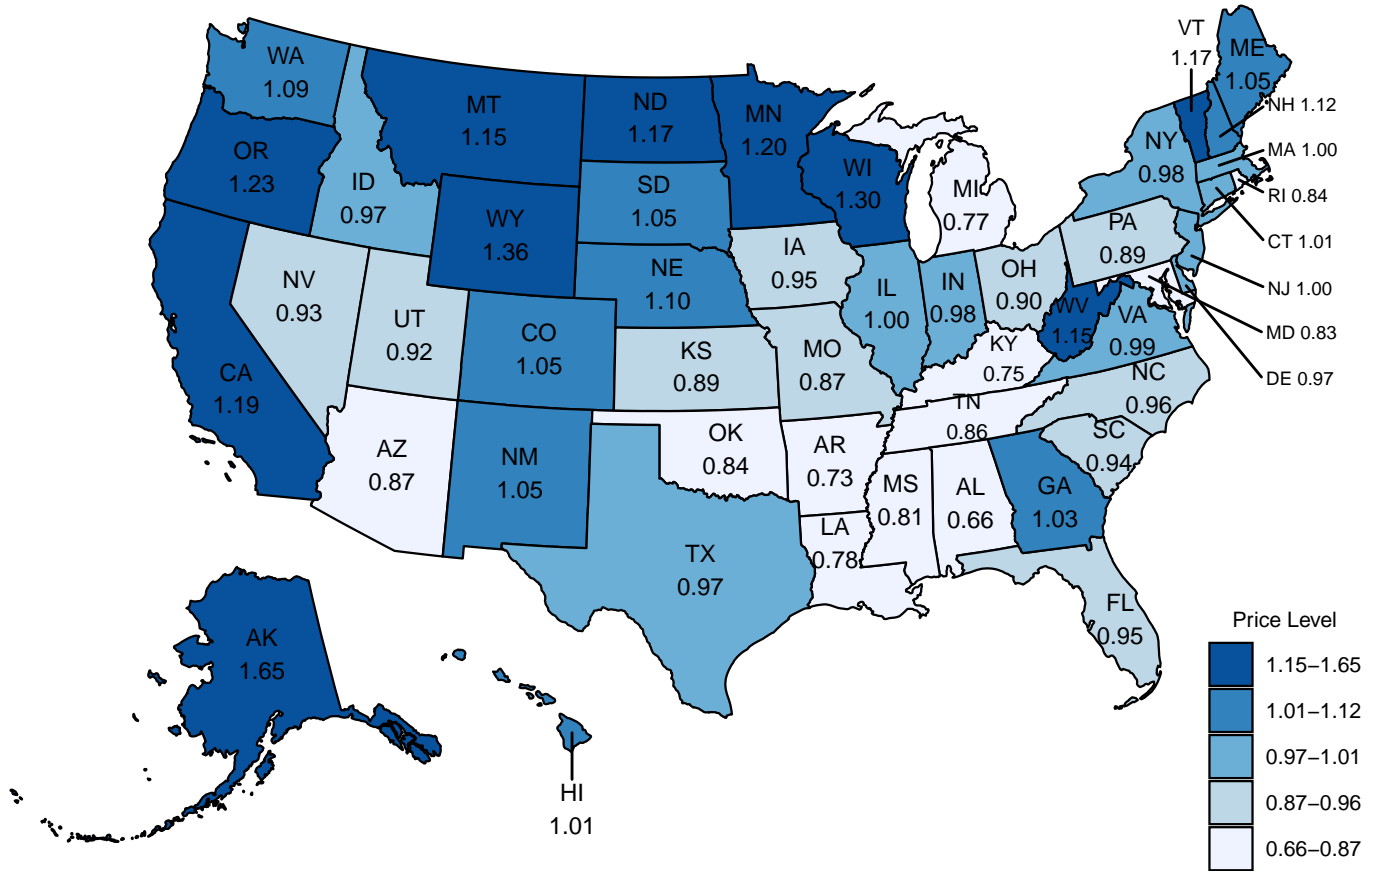 VT
1.17
ME
1.05
WA
1.09
MT
1.15
ND
1.17
MN
1.20
NH 1.12
NY
0.98
MA 1.00
OR
1.23
ID
0.97
SD
1.05
WI
1.30
MI
0.77
RI 0.84
WY
1.36
PA
0.89
CT 1.01
IA
0.95
NE
1.10
NV
0.93
OH
0.90
IN
0.98
IL
1.00
NJ 1.00
UT
0.92
CO
1.05
WV
1.15
VA
0.99
MD 0.83
KS
0.89
MO
0.87
KY
0.75
CA
1.19
NC
0.96
DE 0.97
TN
0.86
SC
0.94
AZ
0.87
NM
1.05
OK
0.84
AR
0.73
MS
0.81
AL
0.66
GA
1.03
LA
0.78
TX
0.97
FL
0.95
AK
1.65
HI
1.01
Price Level
1.15–1.65
1.01–1.12
0.97–1.01
0.87–0.96
0.66–0.87